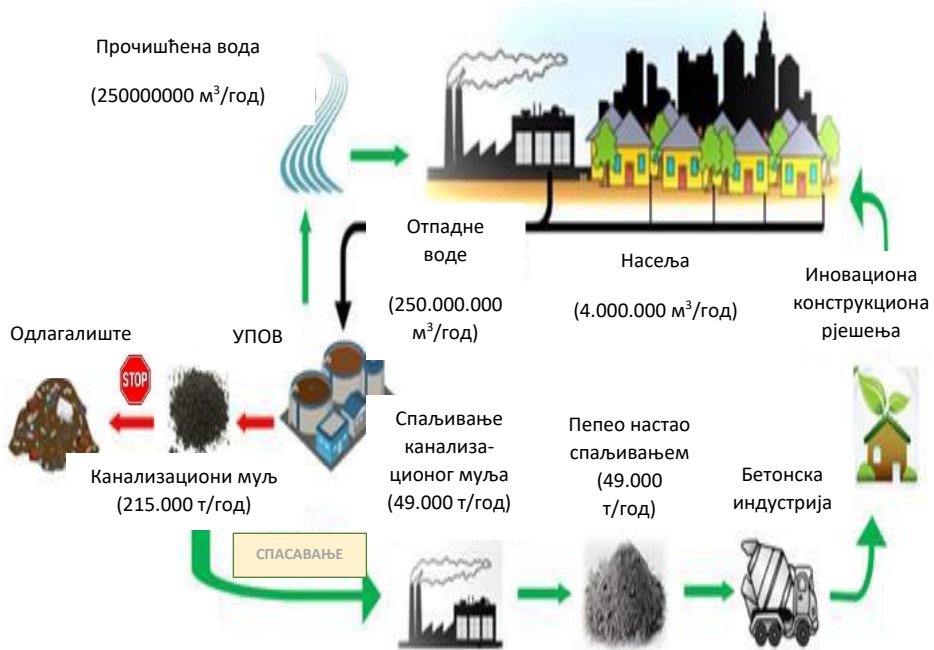 Прочишћена вода
(250000000 м³/год)
Отпадне
воде
(250.000.000
м³/год)
Насеља
(4.000.000 м³/год)
Иновациона
конструкциона
рјешења
Одлагалиште
УПОВ
STOP
Канализациони муљ
(215.000 т/год)
Спаљивање
канализа-
ционог муља
(49.000 т/год)
Пепео настао
спаљивањем
(49.000
т/год)
Бетонска
индустрија
СПАСАВАЊЕ